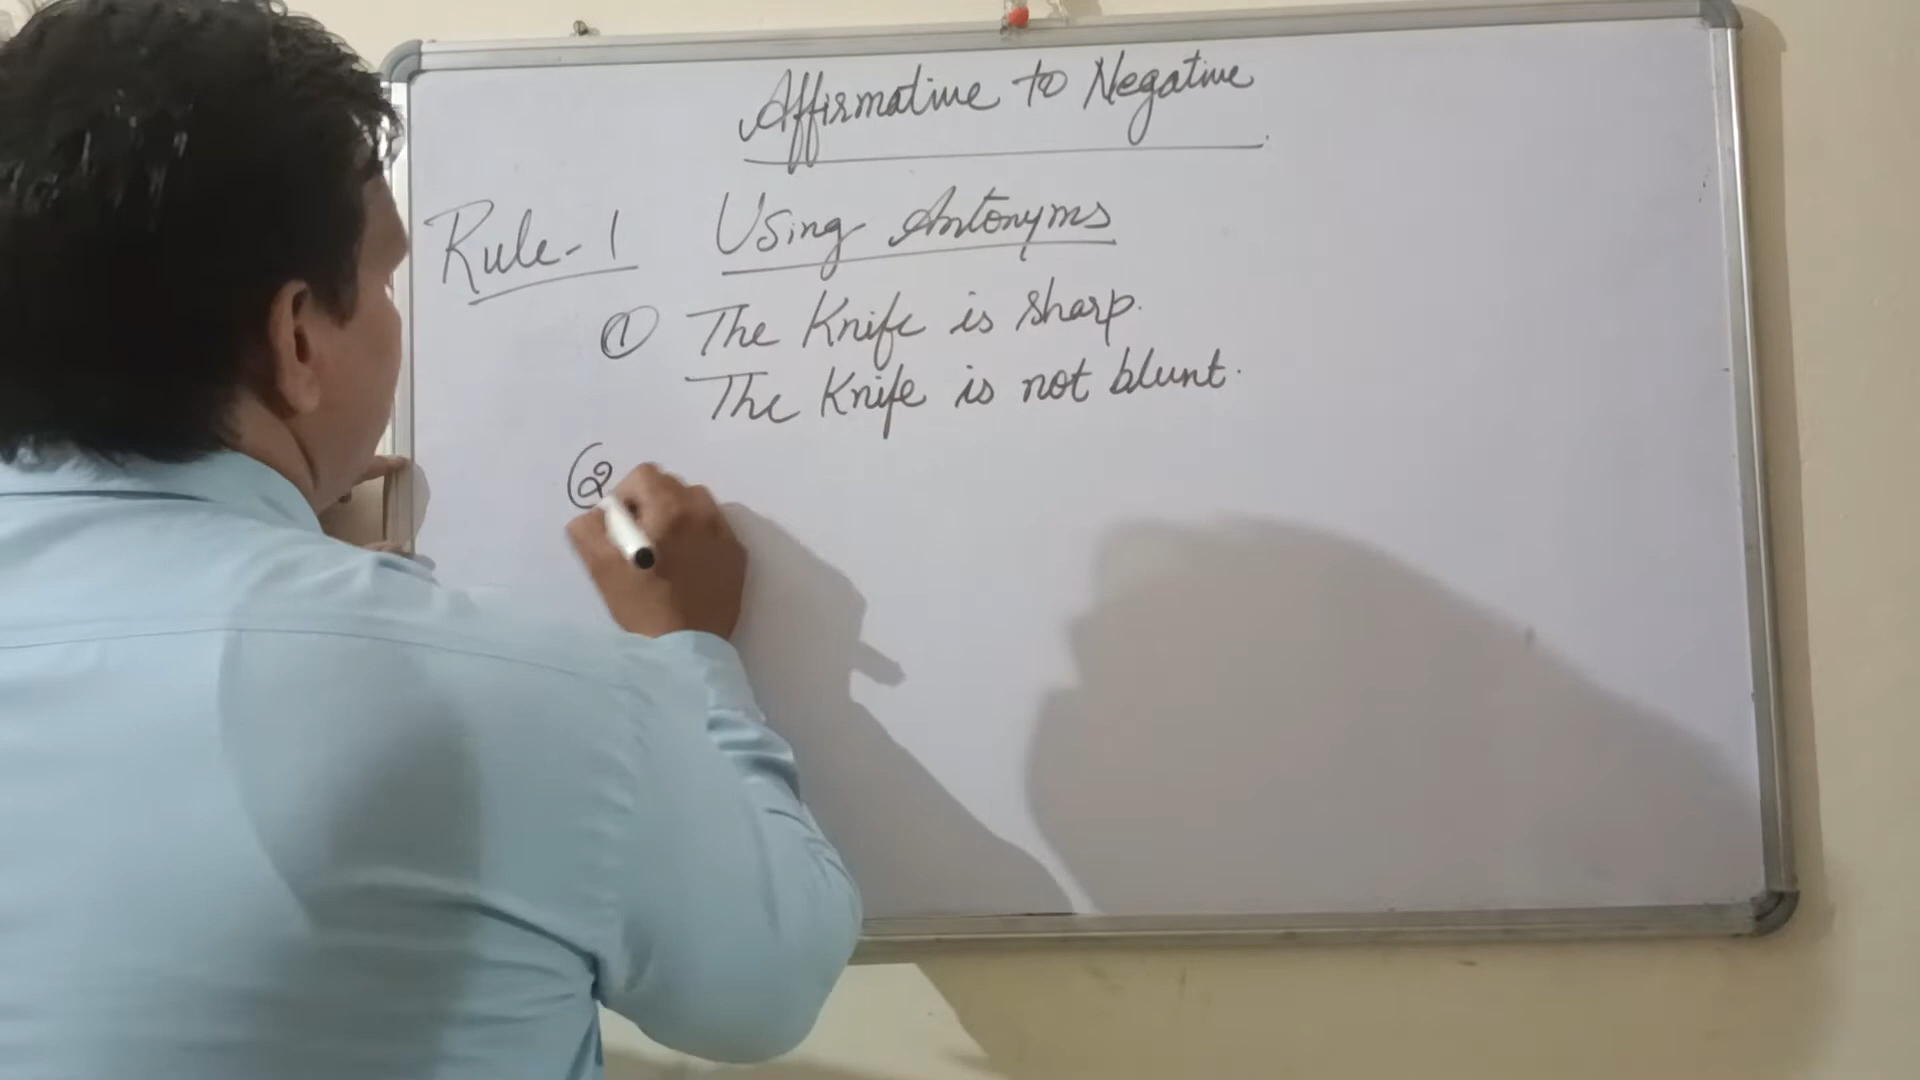 Affirmative to Negative
Rule-1 Using Antonyms
① The Knife is sharp.
The Knife is not blunt.
②